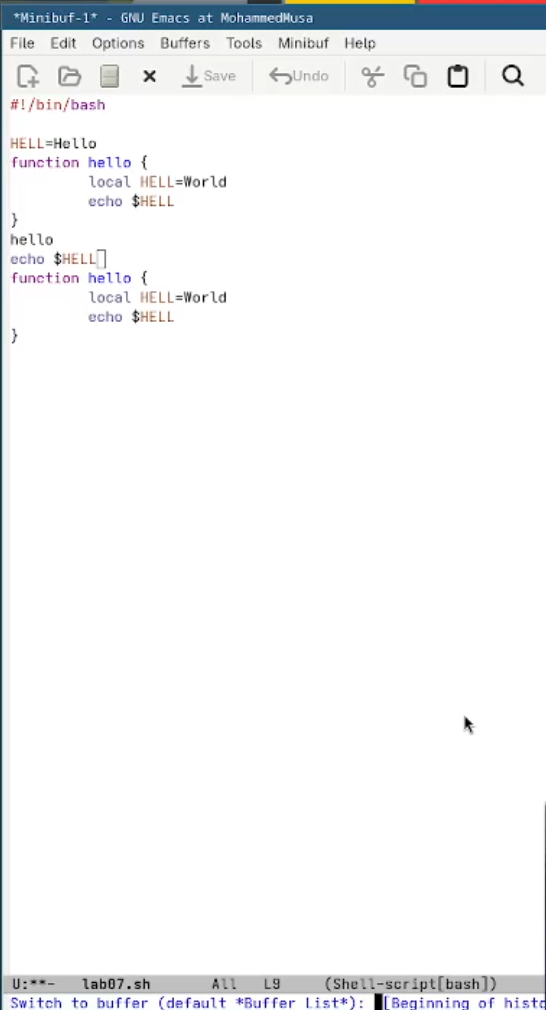 *Minibuf-1* - GNU Emacs at MohammedMusa
File Edit Options Buffers Tools Minibuf Help
Save Undo
#!/bin/bash
HELL=Hello
function hello {
local HELL=World
echo $HELL
}
hello
echo $HELL
function hello {
local HELL=World
echo $HELL
}
U:**- lab07.sh All L9 (Shell-script[bash])
Switch to buffer (default *Buffer List*): [Beginning of histo